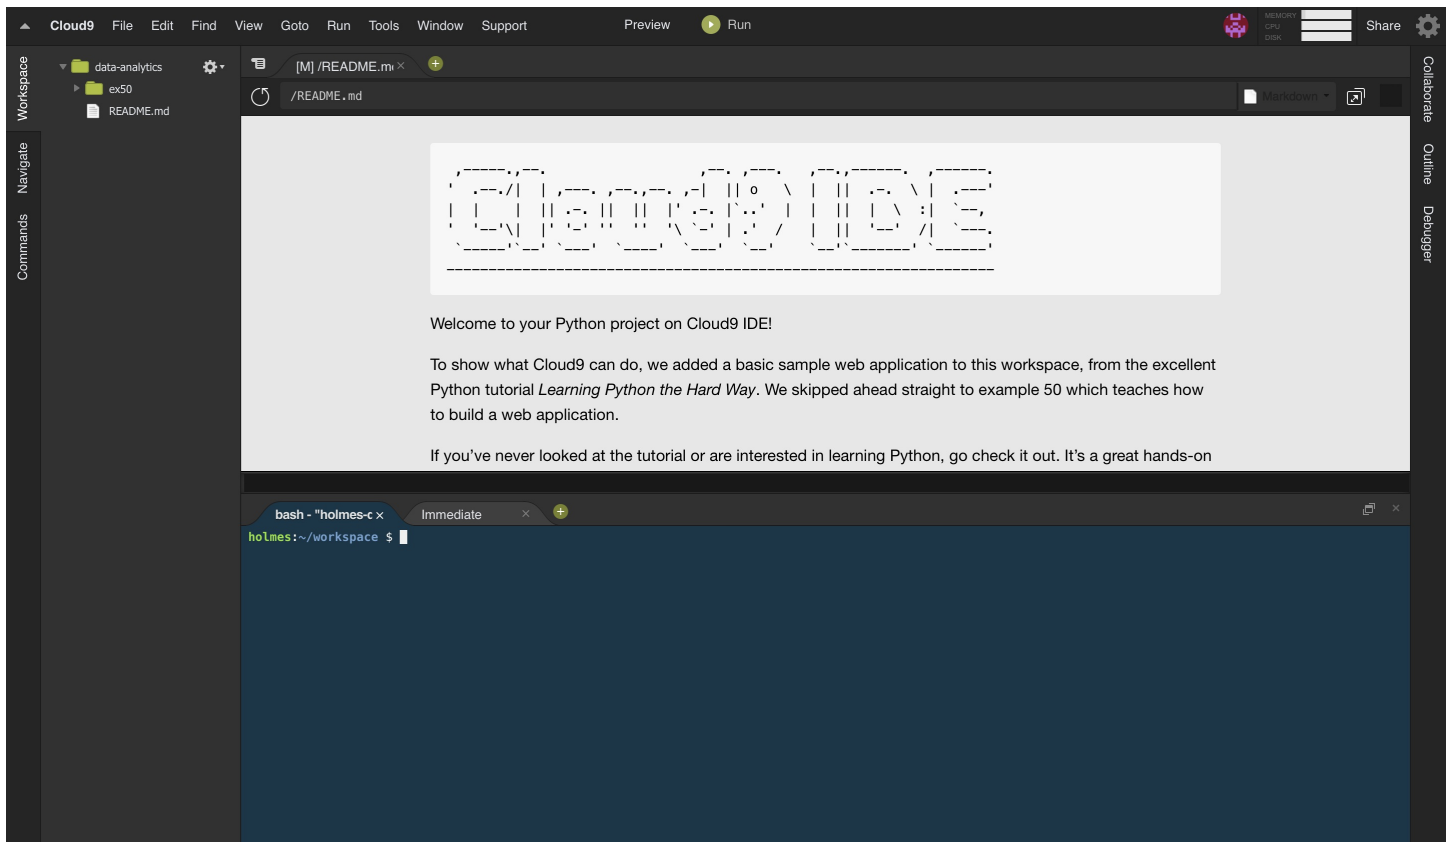 Cloud9 File Edit Find View Goto Run Tools Window Support Preview Run MEMORY CPU DISK Share
Workspace
Navigate
Commands
data-analytics
ex50
README.md
[M] /README.m
/README.md Markdown
Cloud9 IDE
Welcome to your Python project on Cloud9 IDE!
To show what Cloud9 can do, we added a basic sample web application to this workspace, from the excellent
Python tutorial Learning Python the Hard Way. We skipped ahead straight to example 50 which teaches how
to build a web application.
If you’ve never looked at the tutorial or are interested in learning Python, go check it out. It’s a great hands-on
bash - "holmes-c Immediate
holmes:~/workspace $
Collaborate
Outline
Debugger